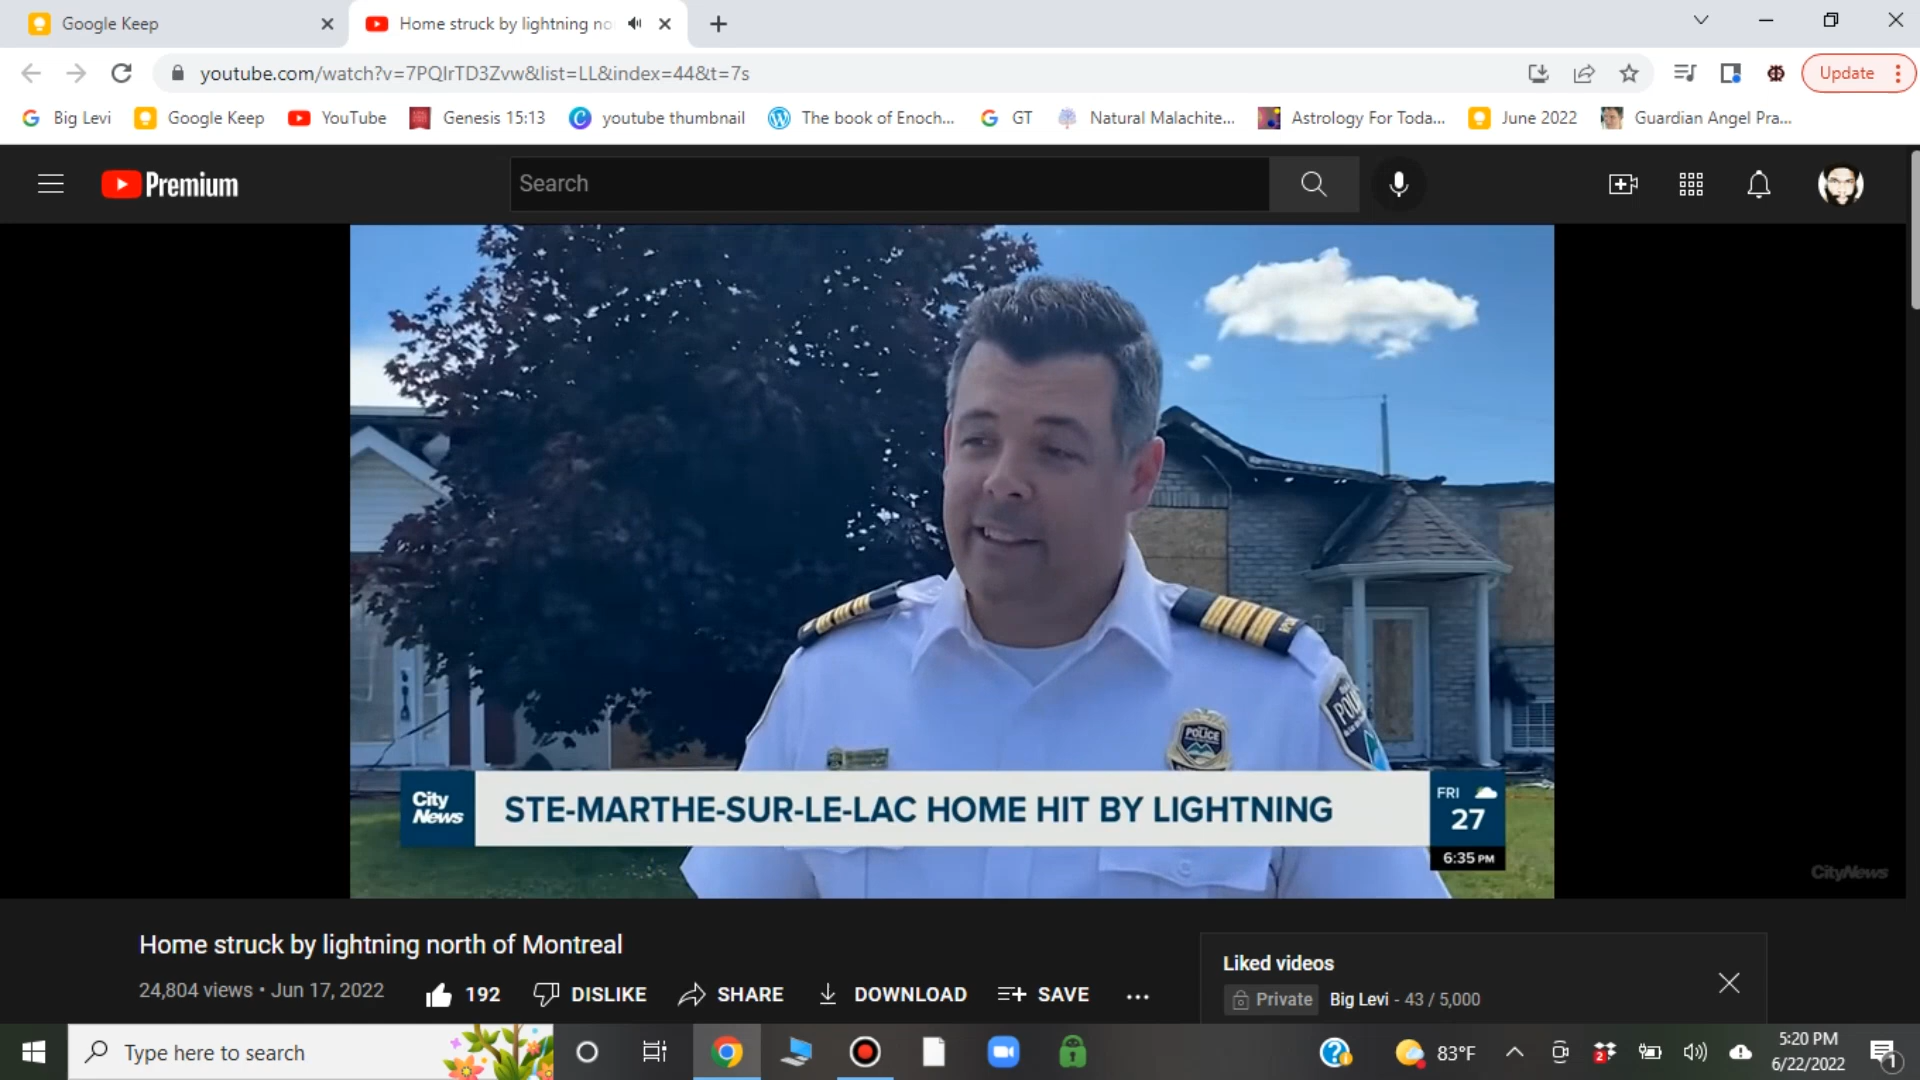 Google Keep
Home struck by lightning no
youtube.com/watch?v=7PQIrTD3Zvw&list=LL&index=44&t=7s
Update
Big Levi
Google Keep
YouTube
Genesis 15:13
youtube thumbnail
The book of Enoch...
GT
Natural Malachite...
Astrology For Toda...
June 2022
Guardian Angel Pra...
Premium
Search
POLICE
City News
STE-MARTHE-SUR-LE-LAC HOME HIT BY LIGHTNING
FRI
27
6:35 PM
CityNews
Home struck by lightning north of Montreal
24,804 views • Jun 17, 2022
192
DISLIKE
SHARE
DOWNLOAD
SAVE
Liked videos
Private
Big Levi - 43 / 5,000
Type here to search
2
83°F
5:20 PM
6/22/2022
1